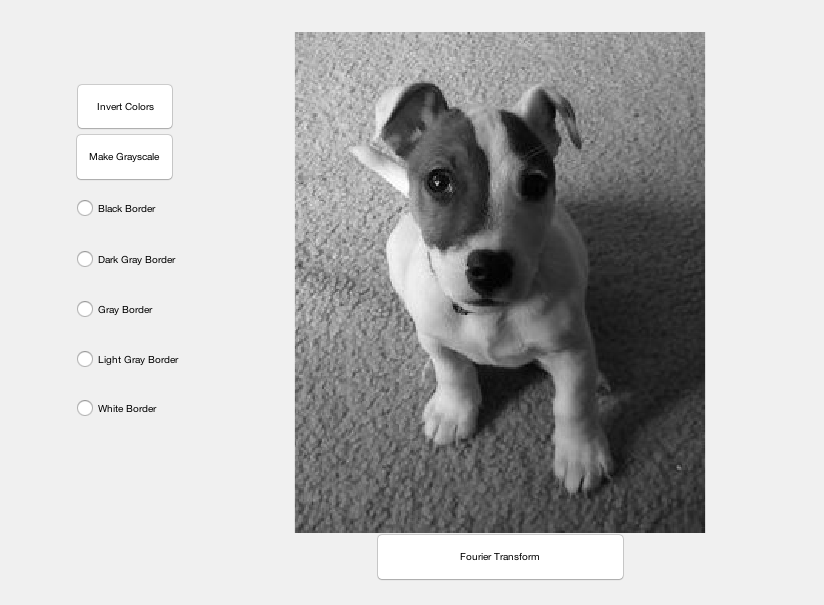 Invert Colors
Make Grayscale
Black Border
Dark Gray Border
Gray Border
Light Gray Border
White Border
Fourier Transform